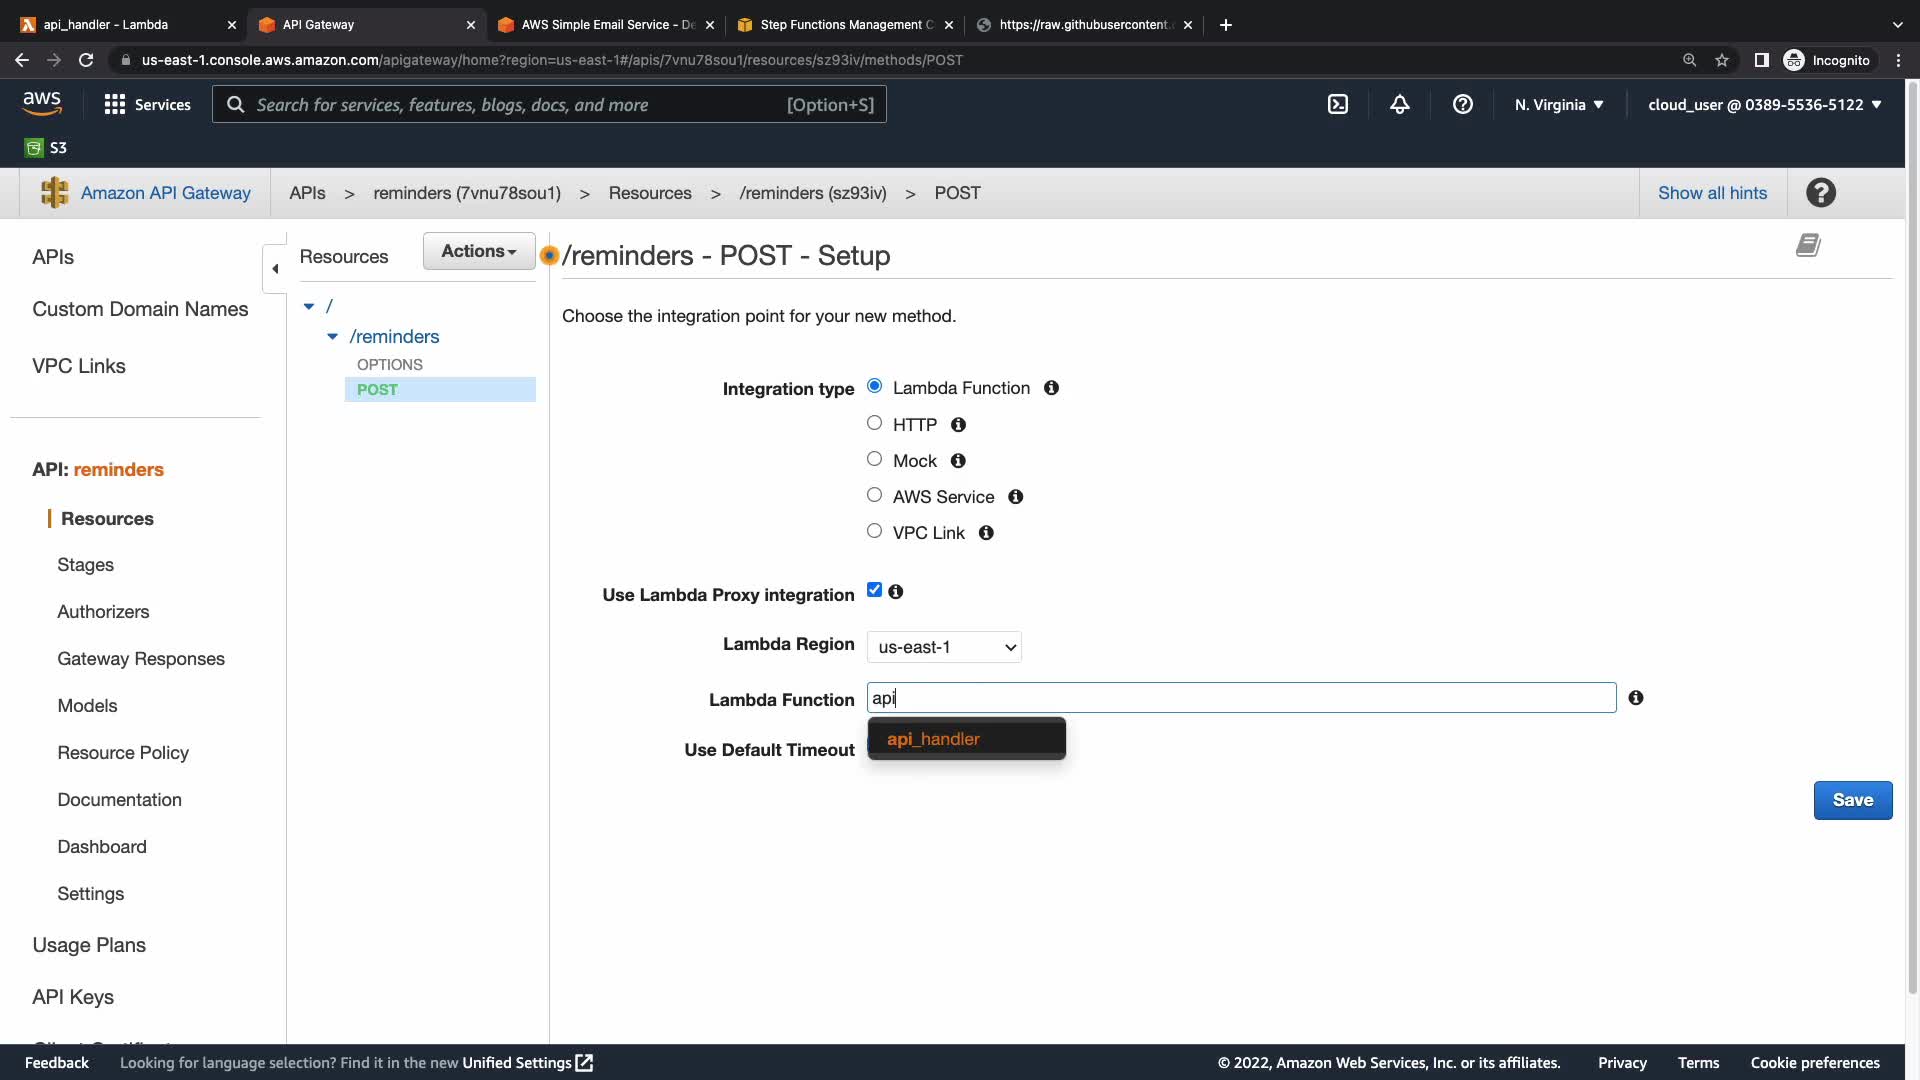 api_handler - Lambda
API Gateway
AWS Simple Email Service - De
Step Functions Management C
https://raw.githubusercontent.c
us-east-1.console.aws.amazon.com/apigateway/home?region=us-east-1#/apis/7vnu78sou1/resources/sz93iv/methods/POST
Incognito
aws
Services
Search for services, features, blogs, docs, and more
[Option+S]
N. Virginia
cloud_user @ 0389-5536-5122
S3
Amazon API Gateway
APIs > reminders (7vnu78sou1) > Resources > /reminders (sz93iv) > POST
Show all hints
APIs
Custom Domain Names
VPC Links
API: reminders
Resources
Stages
Authorizers
Gateway Responses
Models
Resource Policy
Documentation
Dashboard
Settings
Usage Plans
API Keys
Resources
Actions
/
/reminders
OPTIONS
POST
/reminders - POST - Setup
Choose the integration point for your new method.
Integration type
Lambda Function
HTTP
Mock
AWS Service
VPC Link
Use Lambda Proxy integration
Lambda Region
us-east-1
Lambda Function
api
api_handler
Use Default Timeout
Save
Feedback
Looking for language selection? Find it in the new Unified Settings
© 2022, Amazon Web Services, Inc. or its affiliates.
Privacy
Terms
Cookie preferences